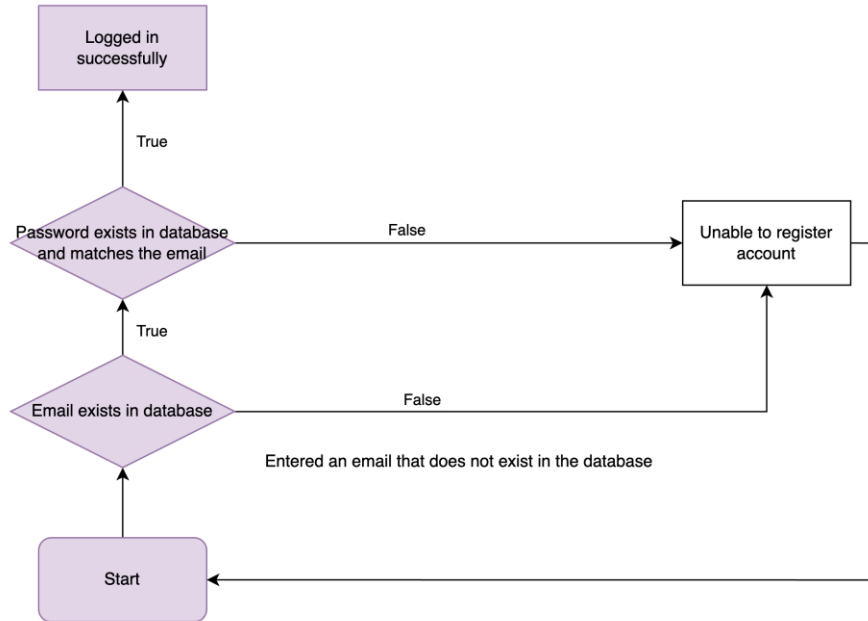 Logged in
successfully
True
Password exists in database
and matches the email
False
Unable to register
account
True
Email exists in database
False
Entered an email that does not exist in the database
Start